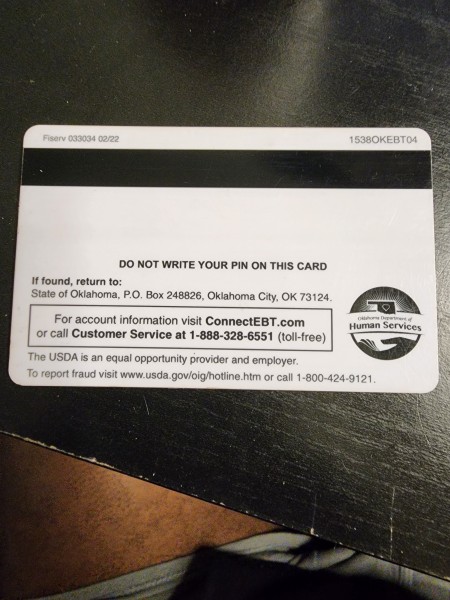 Fiserv 033034 02/22
1538OKEBT04
DO NOT WRITE YOUR PIN ON THIS CARD
If found, return to:
State of Oklahoma, P.O. Box 248826, Oklahoma City, OK 73124.
For account information visit ConnectEBT.com
or call Customer Service at 1-888-328-6551 (toll-free)
Oklahoma Department of
Human Services
The USDA is an equal opportunity provider and employer.
To report fraud visit www.usda.gov/oig/hotline.htm or call 1-800-424-9121.